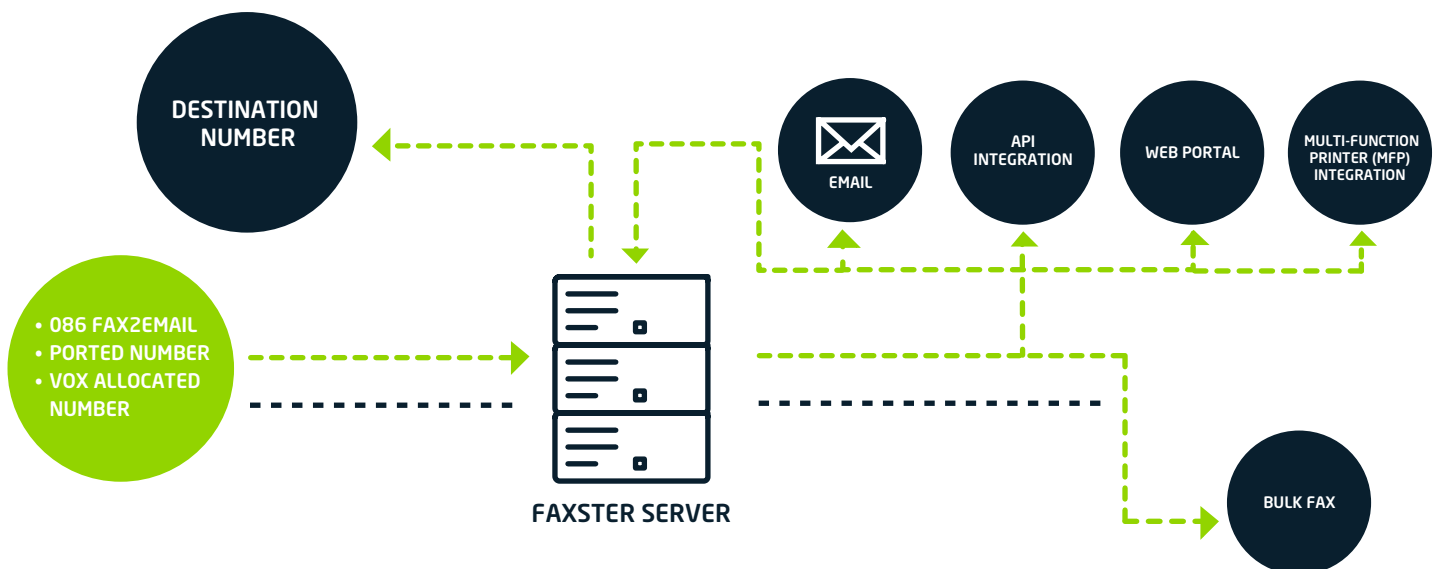 DESTINATION
NUMBER
EMAIL
API
INTEGRATION
WEB PORTAL
MULTI-FUNCTION
PRINTER (MFP)
INTEGRATION
• 086 FAX2EMAIL
• PORTED NUMBER
• VOX ALLOCATED
NUMBER
FAXSTER SERVER
BULK FAX